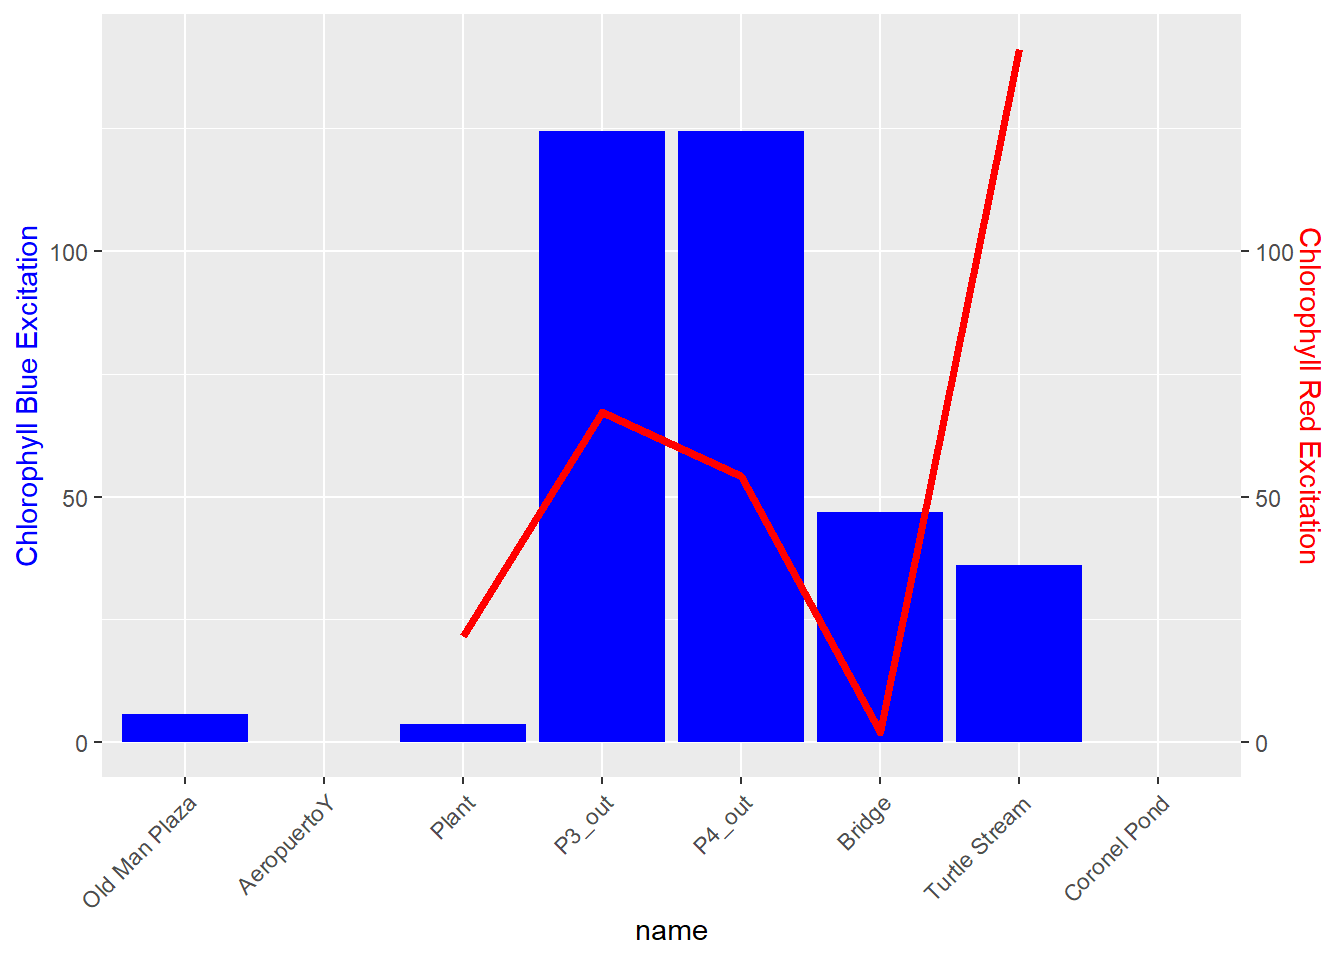 Chlorophyll Blue Excitation
100
50
0
100
50
0
Chlorophyll Red Excitation
Old Man Plaza
AeropuertoY
Plant
P3_out
P4_out
Bridge
Turtle Stream
Coronel Pond
name